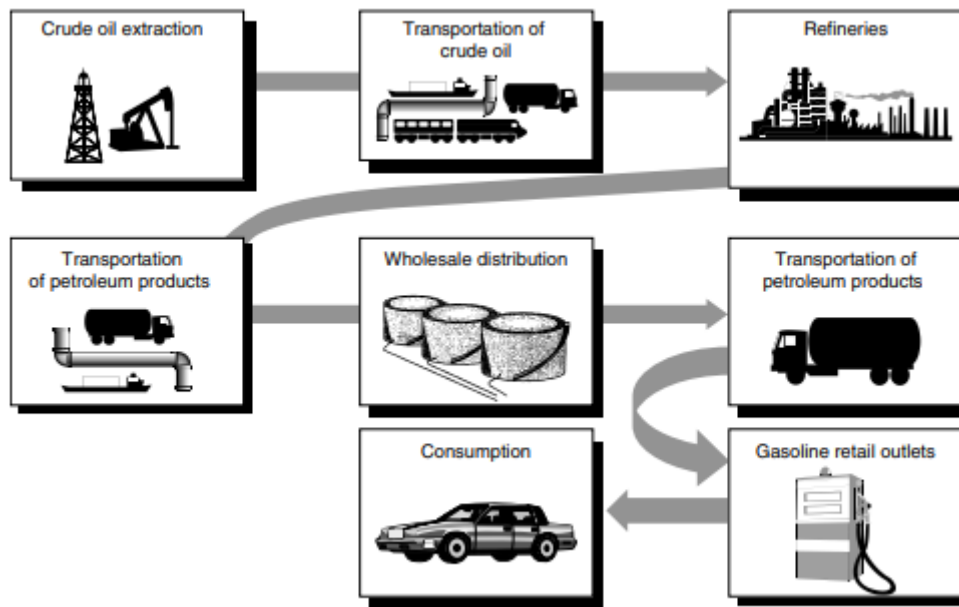 Crude oil extraction
Transportation of
crude oil
Refineries
Transportation
of petroleum products
Wholesale distribution
Transportation of
petroleum products
Consumption
Gasoline retail outlets